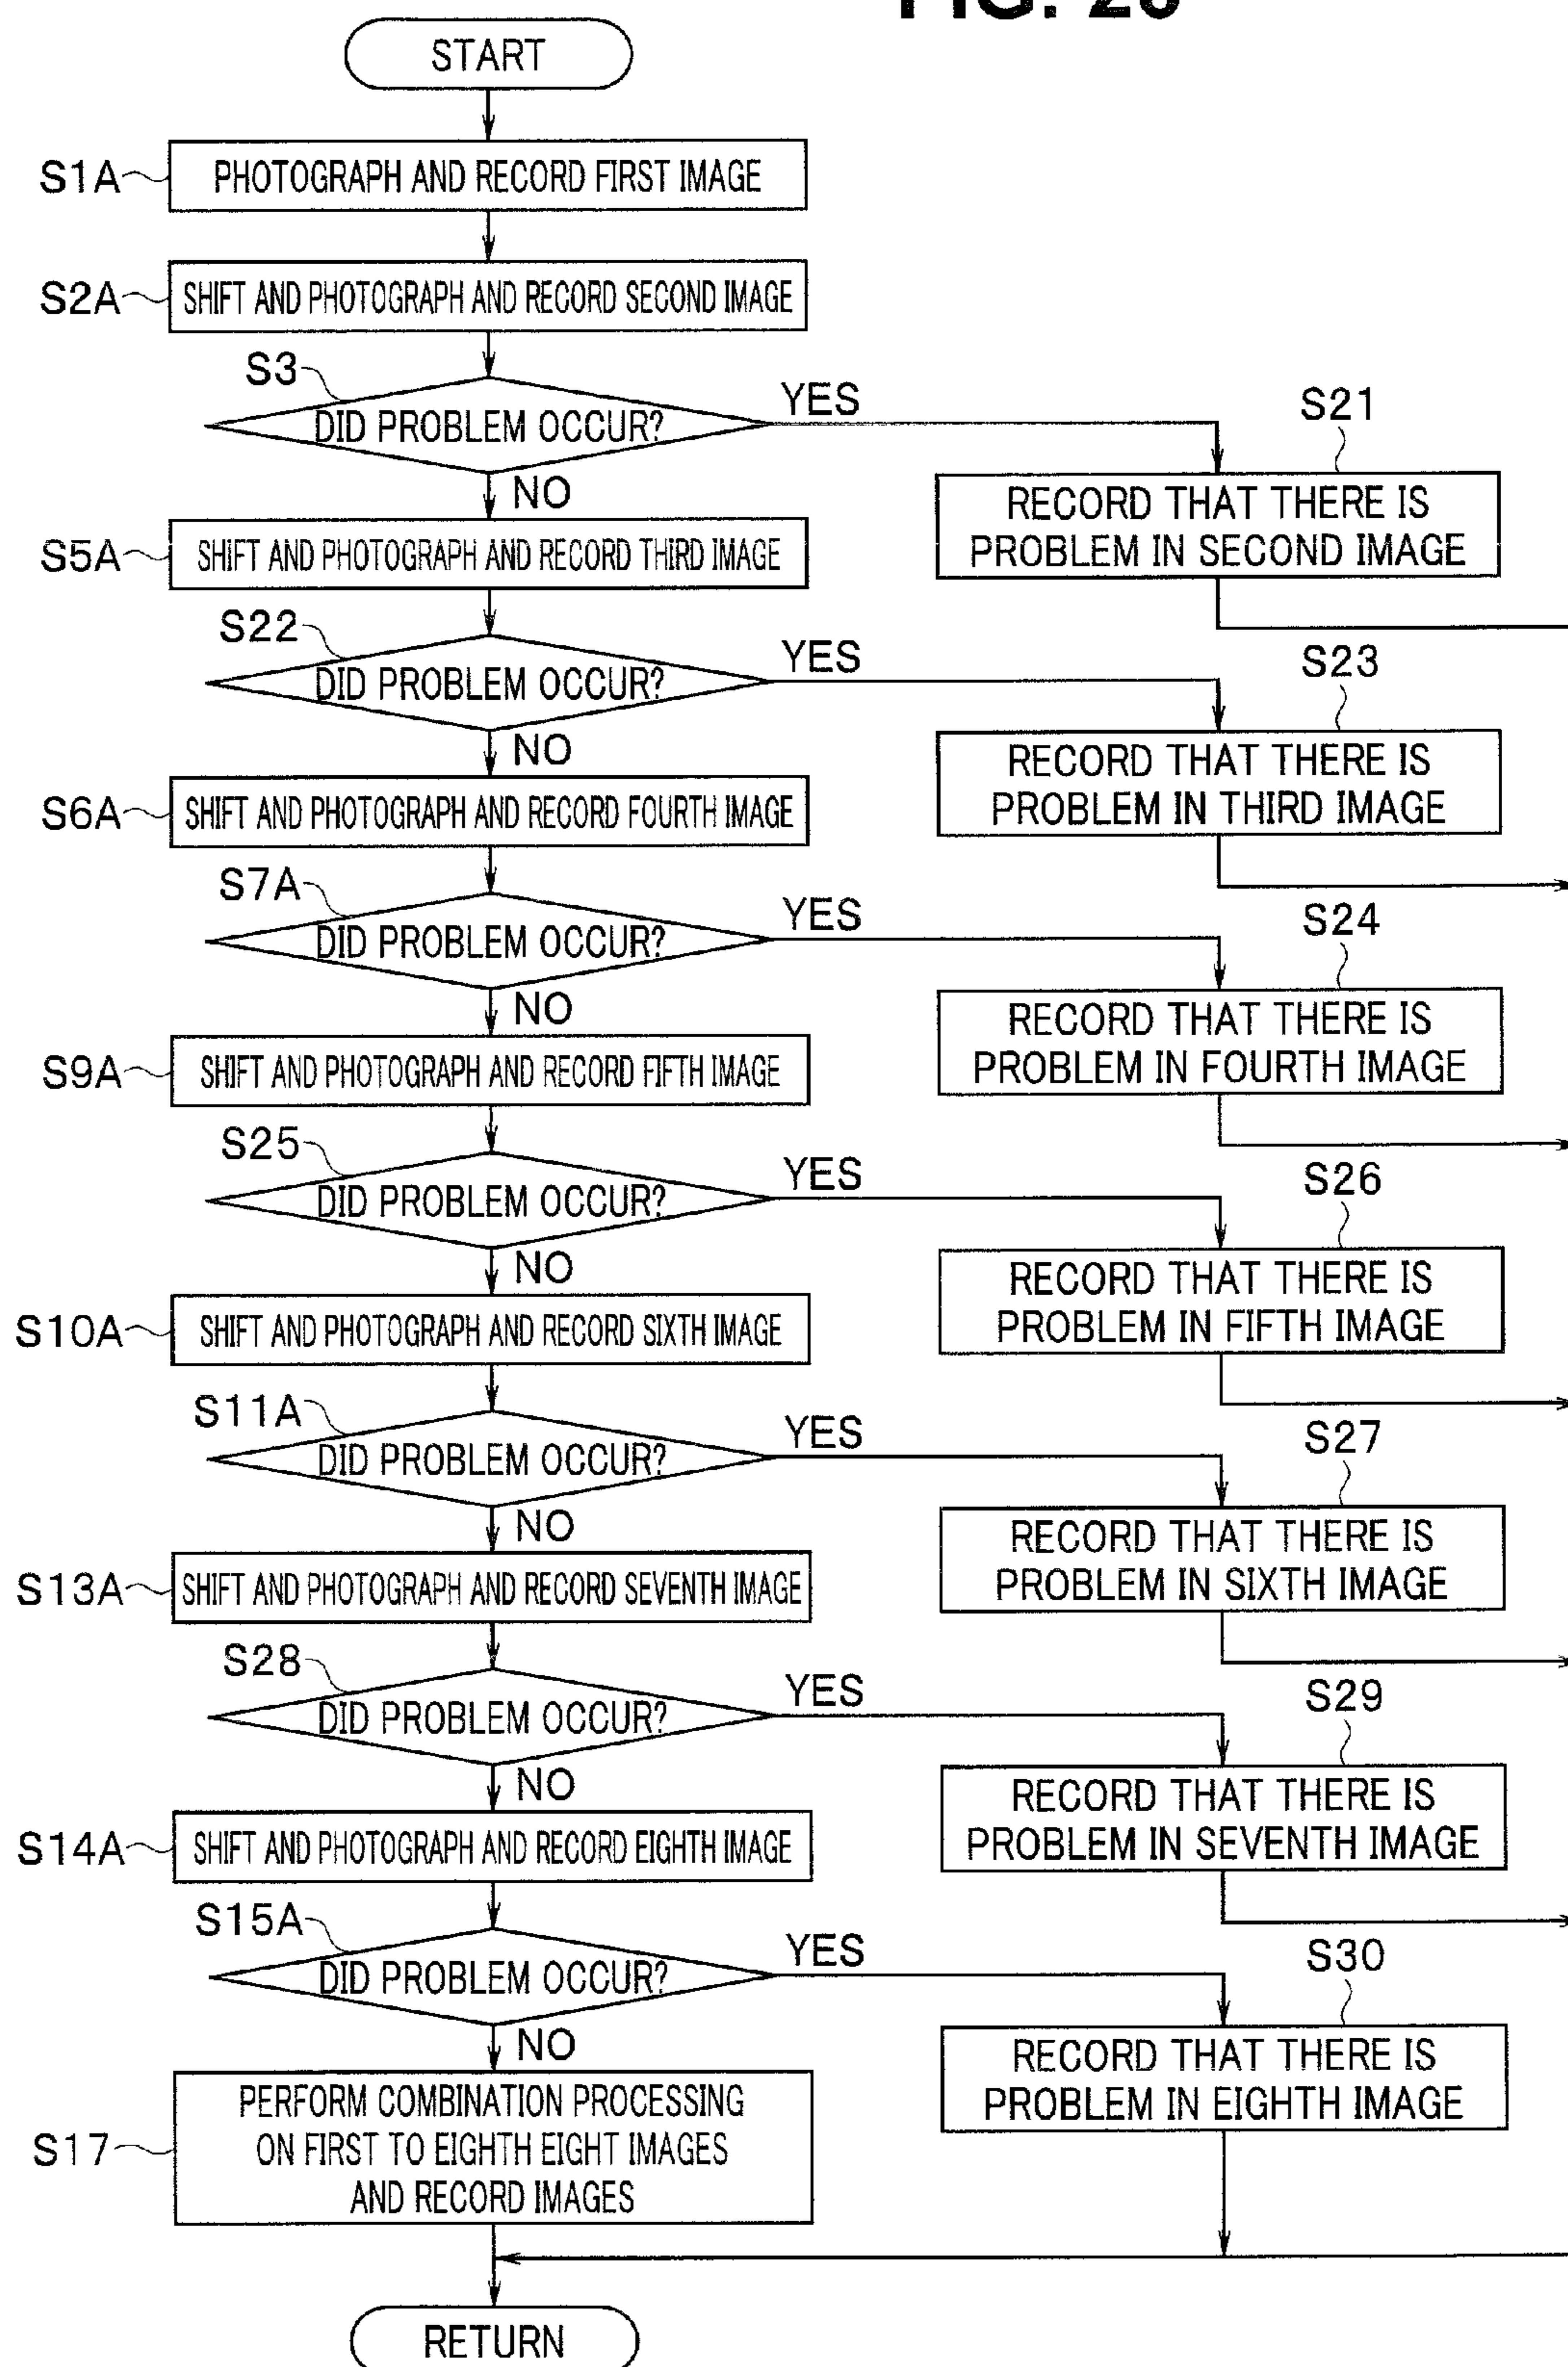 START
S1A
PHOTOGRAPH AND RECORD FIRST IMAGE
S2A
SHIFT AND PHOTOGRAPH AND RECORD SECOND IMAGE
S3
DID PROBLEM OCCUR?
YES
NO
S21
RECORD THAT THERE IS
PROBLEM IN SECOND IMAGE
S5A
SHIFT AND PHOTOGRAPH AND RECORD THIRD IMAGE
S22
DID PROBLEM OCCUR?
YES
NO
S23
RECORD THAT THERE IS
PROBLEM IN THIRD IMAGE
S6A
SHIFT AND PHOTOGRAPH AND RECORD FOURTH IMAGE
S7A
DID PROBLEM OCCUR?
YES
NO
S24
RECORD THAT THERE IS
PROBLEM IN FOURTH IMAGE
S9A
SHIFT AND PHOTOGRAPH AND RECORD FIFTH IMAGE
S25
DID PROBLEM OCCUR?
YES
NO
S26
RECORD THAT THERE IS
PROBLEM IN FIFTH IMAGE
S10A
SHIFT AND PHOTOGRAPH AND RECORD SIXTH IMAGE
S11A
DID PROBLEM OCCUR?
YES
NO
S27
RECORD THAT THERE IS
PROBLEM IN SIXTH IMAGE
S13A
SHIFT AND PHOTOGRAPH AND RECORD SEVENTH IMAGE
S28
DID PROBLEM OCCUR?
YES
NO
S29
RECORD THAT THERE IS
PROBLEM IN SEVENTH IMAGE
S14A
SHIFT AND PHOTOGRAPH AND RECORD EIGHTH IMAGE
S15A
DID PROBLEM OCCUR?
YES
NO
S30
RECORD THAT THERE IS
PROBLEM IN EIGHTH IMAGE
S17
PERFORM COMBINATION PROCESSING
ON FIRST TO EIGHTH EIGHT IMAGES
AND RECORD IMAGES
RETURN